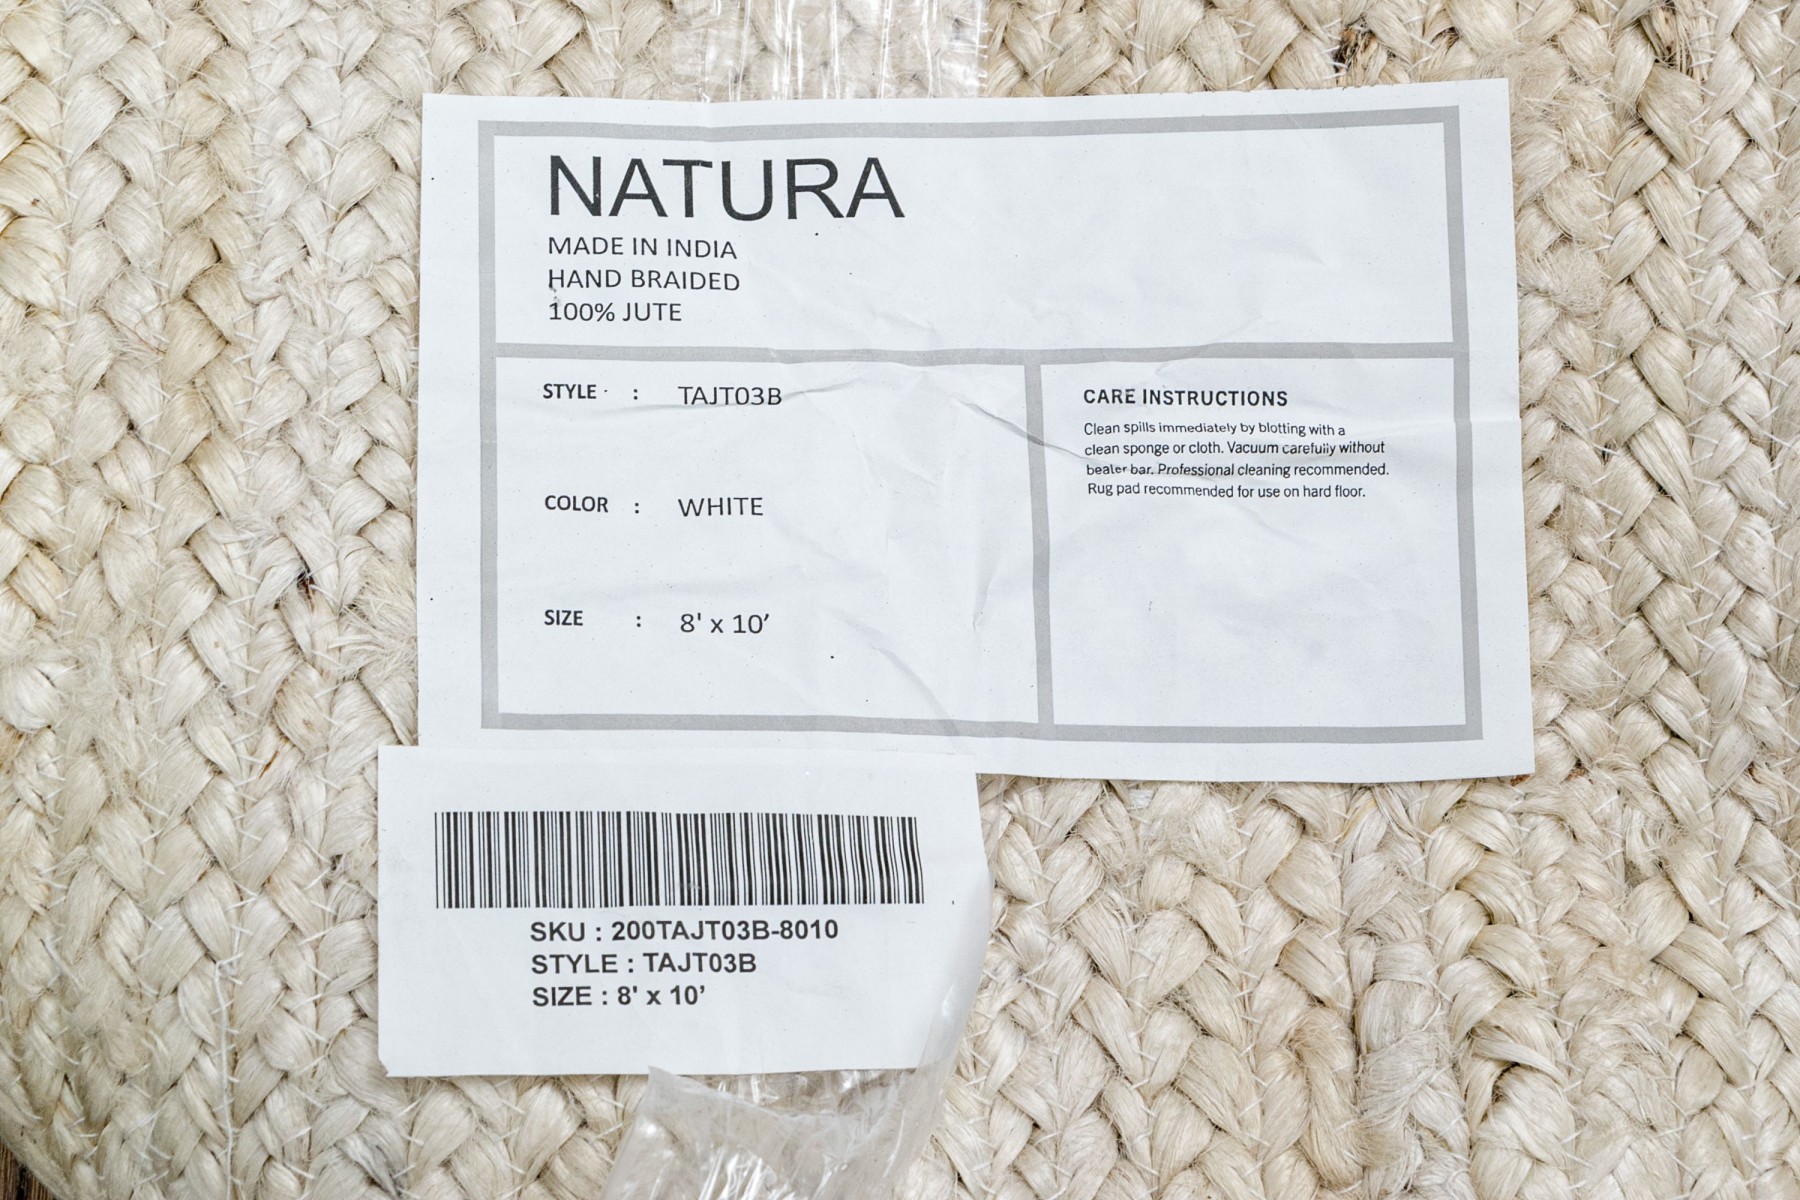 NATURA
MADE IN INDIA
HAND BRAIDED
100% JUTE
STYLE : TAJT03B
COLOR : WHITE
SIZE : 8' x 10’
CARE INSTRUCTIONS
Clean spills immediately by blotting with a
clean sponge or cloth. Vacuum carefully without
beater bar. Professional cleaning recommended.
Rug pad recommended for use on hard floor.
SKU : 200TAJT03B-8010
STYLE : TAJT03B
SIZE : 8' x 10’